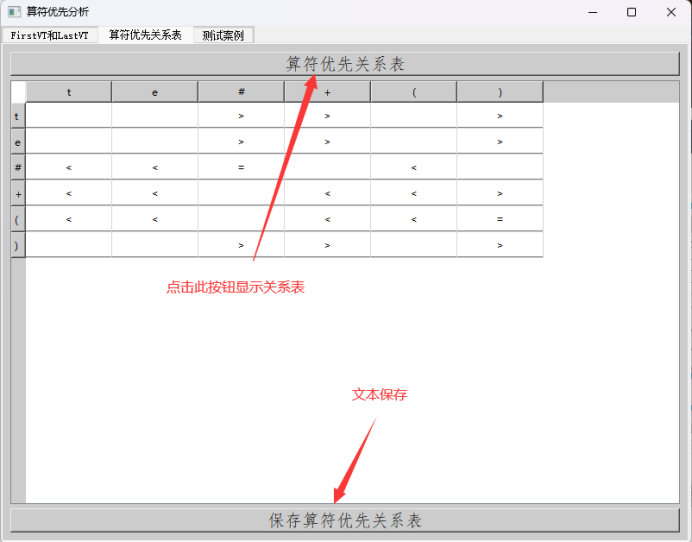 算符优先分析
FirstVT和LastVT 算符优先关系表 测试案例
算符优先关系表
t e # + ( )
t > > >
e > > >
# < < = <
+ < < < < >
( < < < < =
) > > >
点击此按钮显示关系表
文本保存
保存算符优先关系表